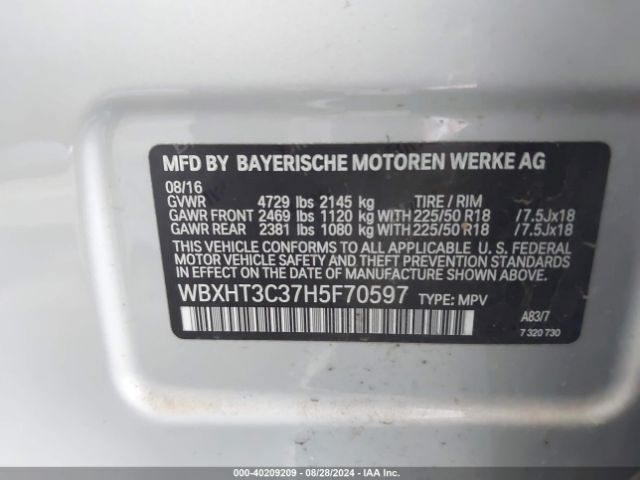 MFD BY BAYERISCHE MOTOREN WERKE AG
08/16
GVWR 4729 lbs 2145 kg TIRE / RIM
GAWR FRONT 2469 lbs 1120 kg WITH 225/50 R18 /7.5Jx18
GAWR REAR 2381 lbs 1080 kg WITH 225/50 R18 /7.5Jx18
THIS VEHICLE CONFORMS TO ALL APPLICABLE U. S. FEDERAL
MOTOR VEHICLE SAFETY, BUMPER, AND THEFT PREVENTION STANDARDS
IN EFFECT ON THE DATE OF MANUFACTURE SHOWN ABOVE.
WBXHT3C37H5F70597 TYPE: MPV
A83/7
7 320 730
000-40209209 - 08/28/2024 - IAA Inc.